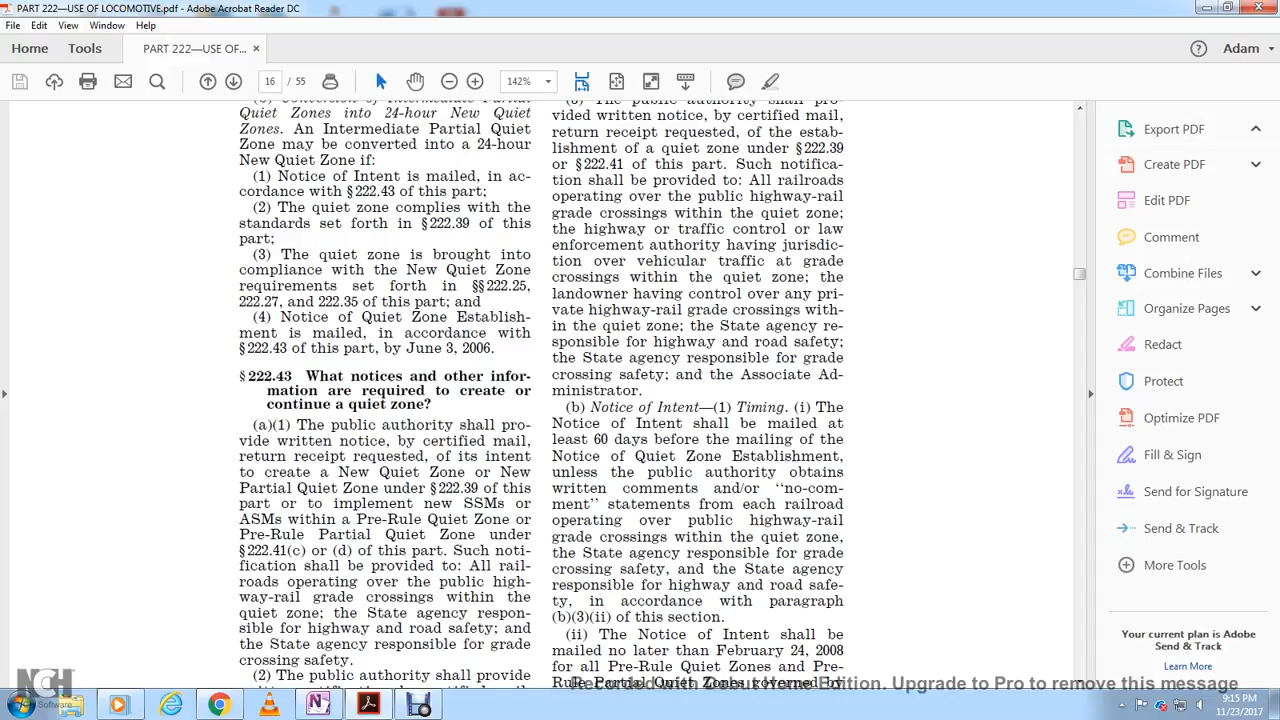 PART 222—USE OF LOCOMOTIVE.pdf - Adobe Acrobat Reader DC
File Edit View Window Help
Home Tools PART 222—USE OF... × Adam
16 / 55 142%
Quiet Zones into 24-hour New Quiet
Zones. An Intermediate Partial Quiet
Zone may be converted into a 24-hour
New Quiet Zone if:
(1) Notice of Intent is mailed, in ac-
cordance with §222.43 of this part;
(2) The quiet zone complies with the
standards set forth in §222.39 of this
part;
(3) The quiet zone is brought into
compliance with the New Quiet Zone
requirements set forth in §§222.25,
222.27, and 222.35 of this part; and
(4) Notice of Quiet Zone Establish-
ment is mailed, in accordance with
§222.43 of this part, by June 3, 2006.
§222.43 What notices and other infor-
mation are required to create or
continue a quiet zone?
(a)(1) The public authority shall pro-
vide written notice, by certified mail,
return receipt requested, of its intent
to create a New Quiet Zone or New
Partial Quiet Zone under §222.39 of this
part or to implement new SSMs or
ASMs within a Pre-Rule Quiet Zone or
Pre-Rule Partial Quiet Zone under
§222.41(c) or (d) of this part. Such noti-
fication shall be provided to: All rail-
roads operating over the public high-
way-rail grade crossings within the
quiet zone; the State agency respon-
sible for highway and road safety; and
the State agency responsible for grade
crossing safety.
(2) The public authority shall provide
The public authority shall pro-
vided written notice, by certified mail,
return receipt requested, of the estab-
lishment of a quiet zone under §222.39
or §222.41 of this part. Such notifica-
tion shall be provided to: All railroads
operating over the public highway-rail
grade crossings within the quiet zone;
the highway or traffic control or law
enforcement authority having jurisdic-
tion over vehicular traffic at grade
crossings within the quiet zone; the
landowner having control over any pri-
vate highway-rail grade crossings with-
in the quiet zone; the State agency re-
sponsible for highway and road safety;
the State agency responsible for grade
crossing safety; and the Associate Ad-
ministrator.
(b) Notice of Intent—(1) Timing. (i) The
Notice of Intent shall be mailed at
least 60 days before the mailing of the
Notice of Quiet Zone Establishment,
unless the public authority obtains
written comments and/or ‘‘no-com-
ment’’ statements from each railroad
operating over public highway-rail
grade crossings within the quiet zone,
the State agency responsible for grade
crossing safety, and the State agency
responsible for highway and road safe-
ty, in accordance with paragraph
(b)(3)(ii) of this section.
(ii) The Notice of Intent shall be
mailed no later than February 24, 2008
for all Pre-Rule Quiet Zones and Pre-
Export PDF
Create PDF
Edit PDF
Comment
Combine Files
Organize Pages
Redact
Protect
Optimize PDF
Fill & Sign
Send for Signature
Send & Track
More Tools
Your current plan is Adobe
Send & Track
Learn More
Edition. Upgrade to Pro to remove this message
NCH Software
9:15 PM
11/23/2017